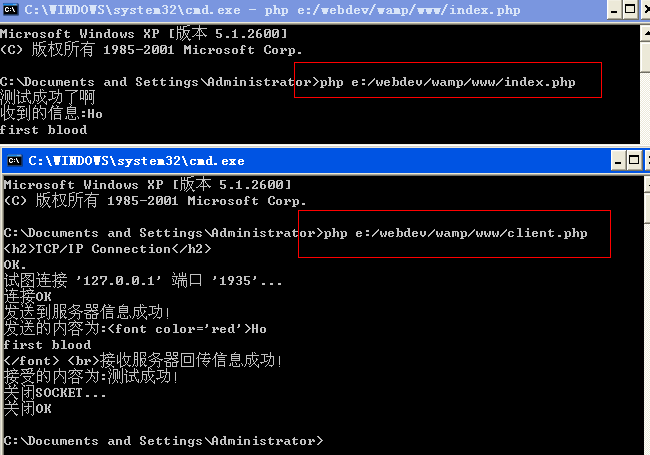 C:\WINDOWS\system32\cmd.exe - php e:/webdev/wamp/www/index.php
Microsoft Windows XP [版本 5.1.2600]
(C) 版权所有 1985-2001 Microsoft Corp.
C:\Documents and Settings\Administrator>php e:/webdev/wamp/www/index.php
测试成功了啊
收到的信息:Ho
first blood
C:\WINDOWS\system32\cmd.exe
Microsoft Windows XP [版本 5.1.2600]
(C) 版权所有 1985-2001 Microsoft Corp.
C:\Documents and Settings\Administrator>php e:/webdev/wamp/www/client.php
<h2>TCP/IP Connection</h2>
OK.
试图连接 '127.0.0.1' 端口 '1935'...
连接OK
发送到服务器信息成功!
发送的内容为:<font color='red'>Ho
first blood
</font> <br>接收服务器回传信息成功!
接受的内容为:测试成功!
关闭SOCKET...
关闭OK
C:\Documents and Settings\Administrator>